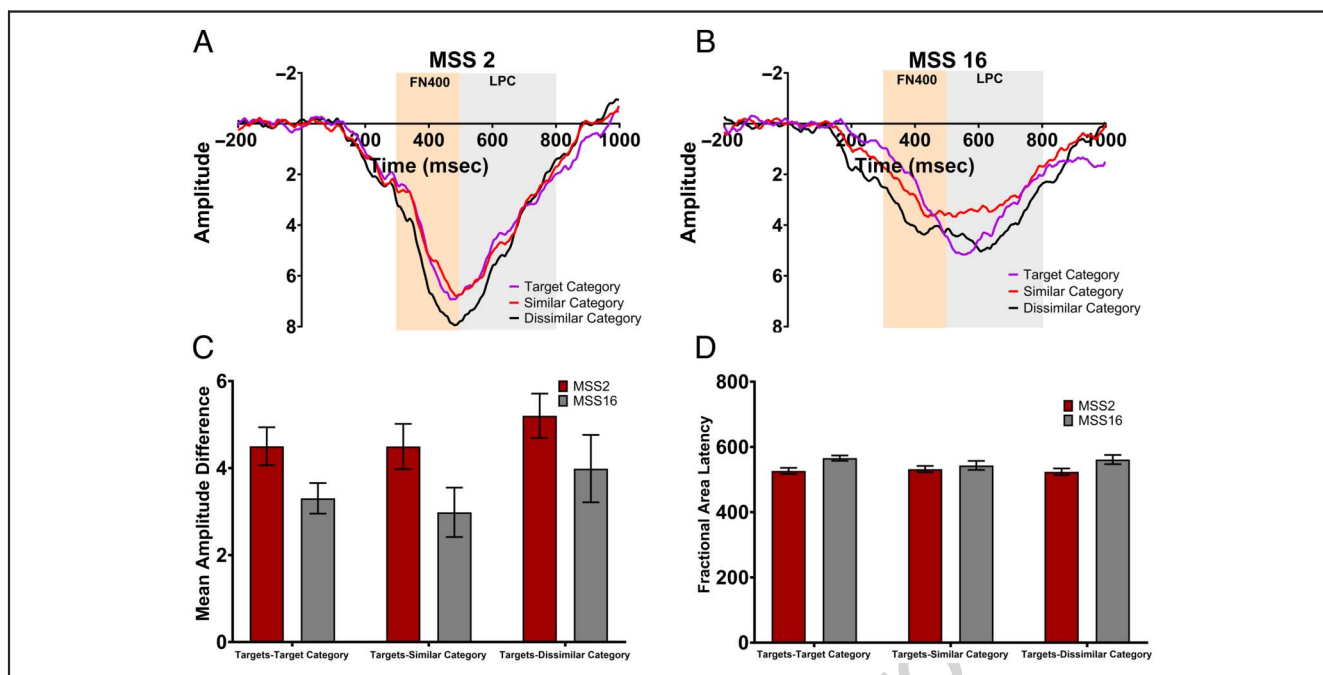 A
MSS 2
FN400
LPC
−2
−200
200
400
600
800
1000
Time (msec)
2
4
6
8
Amplitude
Target Category
Similar Category
Dissimilar Category
B
MSS 16
FN400
LPC
−2
−200
200
400
600
800
1000
Time (msec)
2
4
6
8
Amplitude
Target Category
Similar Category
Dissimilar Category
C
MSS2
MSS16
6
4
2
0
Mean Amplitude Difference
Targets-Target Category
Targets-Similar Category
Targets-Dissimilar Category
D
MSS2
MSS16
800
600
400
200
0
Fractional Area Latency
Targets-Target Category
Targets-Similar Category
Targets-Dissimilar Category